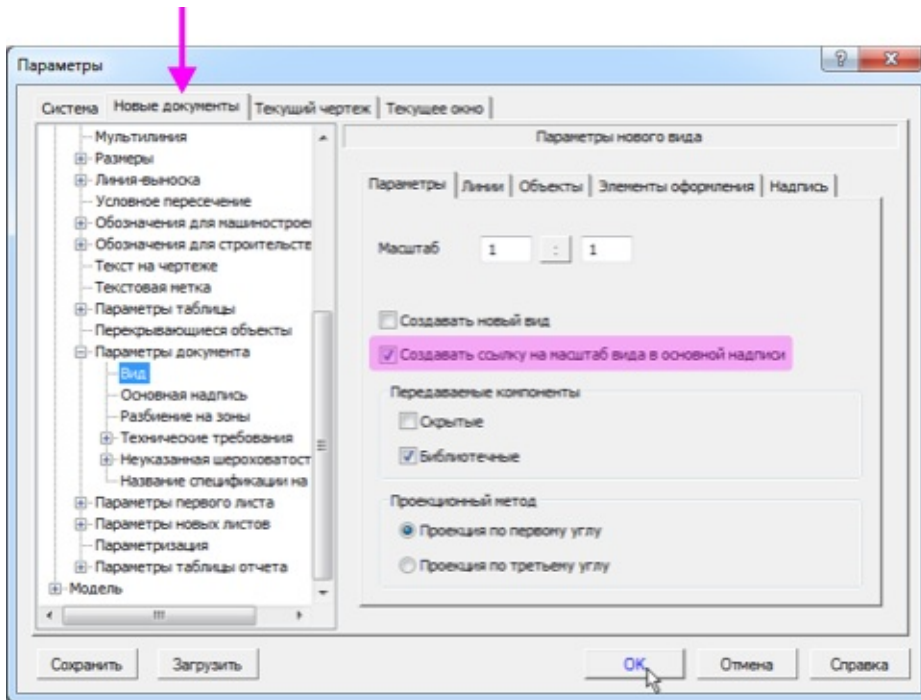 Параметры
?
Система Новые документы Текущий чертеж Текущее окно
Мультилиния
Размеры
Линия-выноска
Условное пересечение
Обозначения для машиностроен
Обозначения для строительств
Текст на чертеже
Текстовая метка
Параметры таблицы
Перекрывающиеся объекты
Параметры документа
Вид
Основная надпись
Разбиение на зоны
Технические требования
Неуказанная шероховатост
Название спецификации на
Параметры первого листа
Параметры новых листов
Параметризация
Параметры таблицы отчета
Модель
Параметры нового вида
Параметры Линии Объекты Элементы оформления Надпись
Масштаб 1 : 1
Создавать новый вид
Создавать ссылку на масштаб вида в основной надписи
Передаваемые компоненты
Скрытые
Библиотечные
Проекционный метод
Проекция по первому углу
Проекция по третьему углу
Сохранить Загрузить OK Отмена Справка